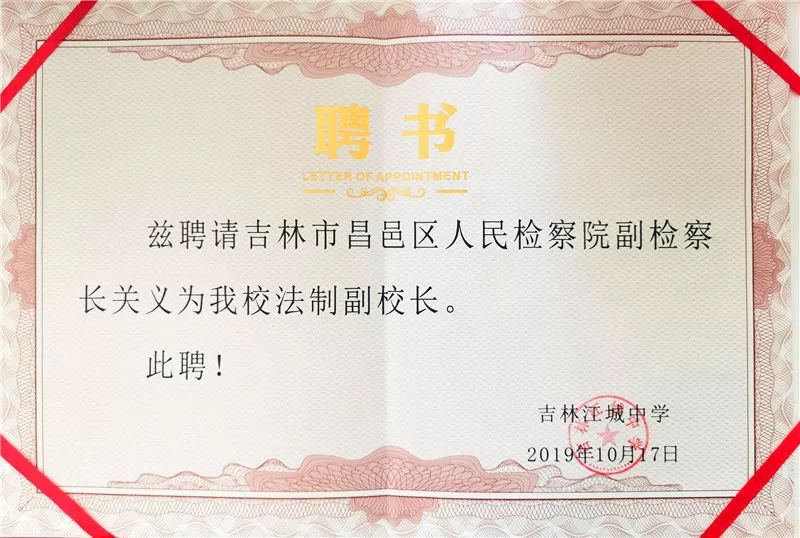 聘书
LETTER OF APPOINTMENT
兹聘请吉林市昌邑区人民检察院副检察
长关义为我校法制副校长。
此聘！
吉林江城中学
2019年10月17日